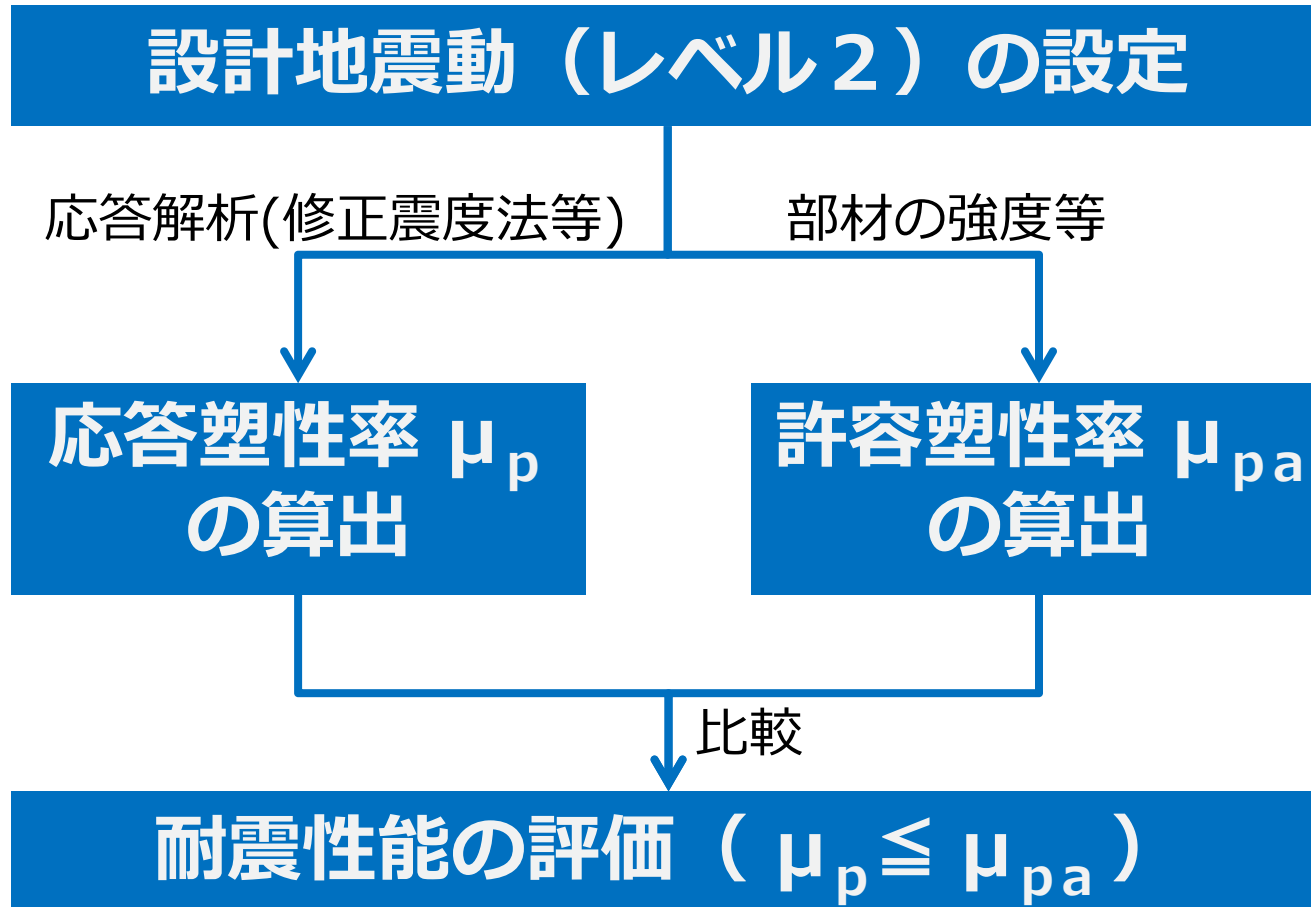 設計地震動（レベル２）の設定
応答解析(修正震度法等)
部材の強度等
応答塑性率 μp
の算出
許容塑性率 μpa
の算出
比較
耐震性能の評価（ μp≦ μpa ）